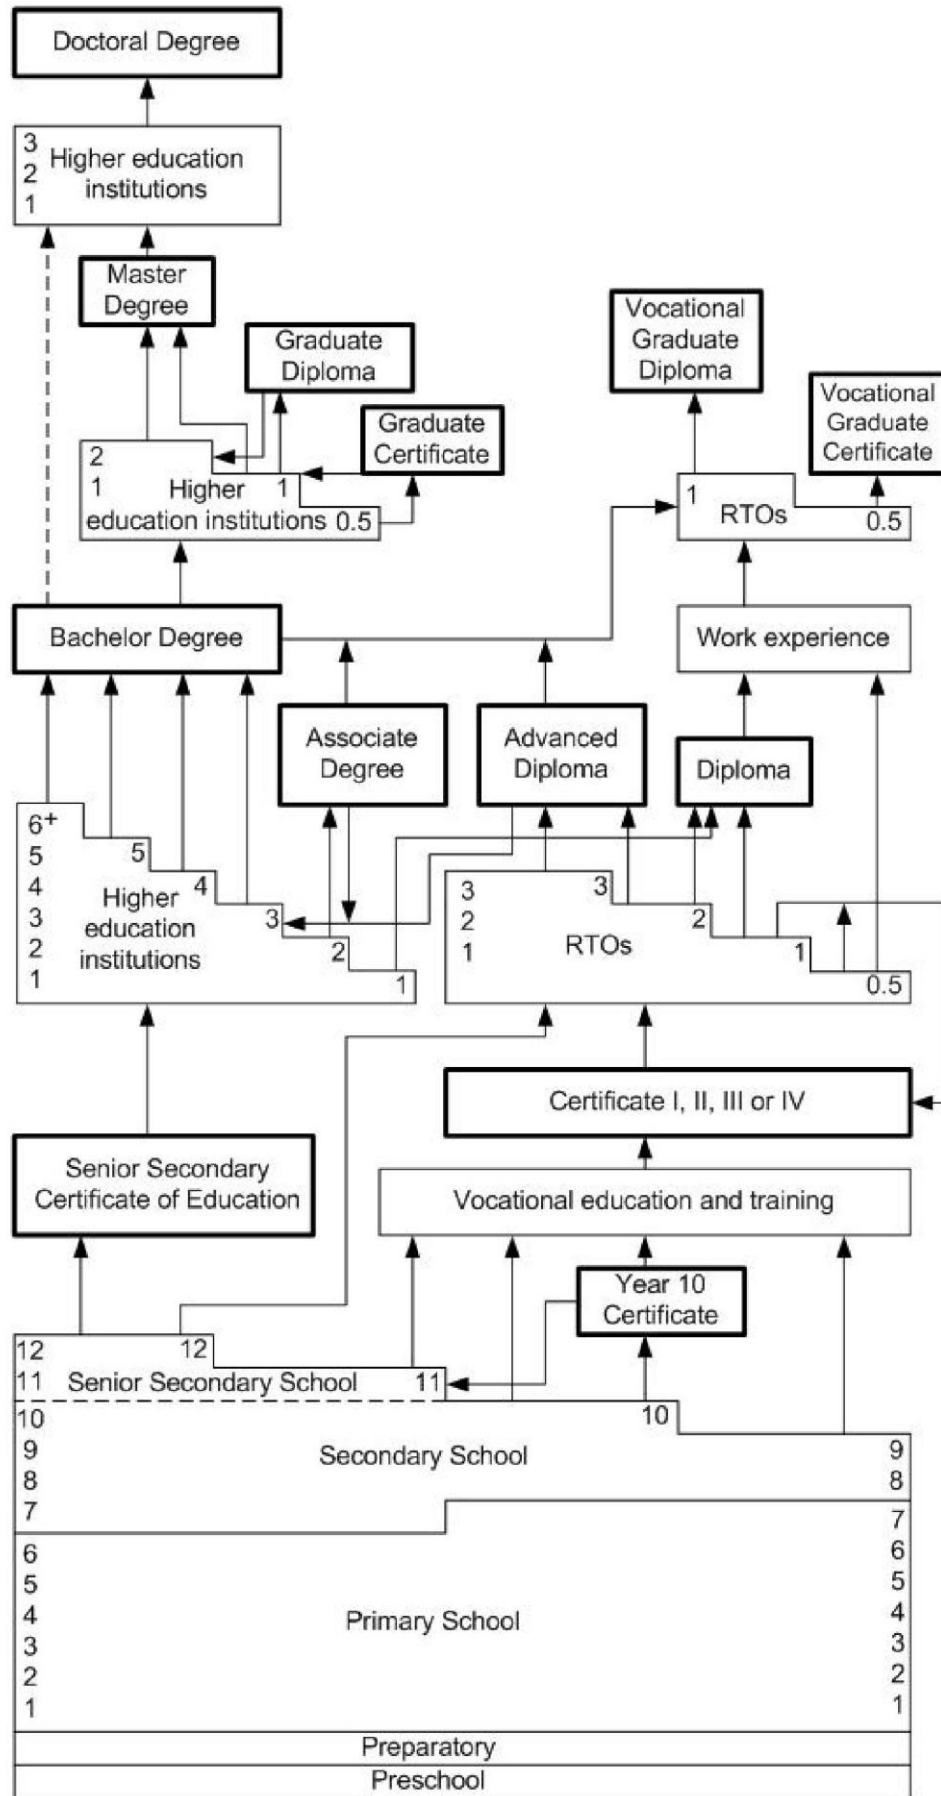 Doctoral Degree
3
2
1
Higher education
institutions
Master
Degree
Graduate
Diploma
Vocational
Graduate
Diploma
Graduate
Certificate
Vocational
Graduate
Certificate
2
1
1
Higher
education institutions
0.5
1
RTOs
0.5
Bachelor Degree
Work experience
Associate
Degree
Advanced
Diploma
Diploma
6+
5
4
3
2
1
5
4
3
2
1
Higher
education
institutions
3
2
1
3
2
1
0.5
RTOs
Certificate I, II, III or IV
Senior Secondary
Certificate of Education
Vocational education and training
Year 10
Certificate
12
11
12
Senior Secondary School
11
10
9
8
7
10
Secondary School
9
8
7
6
5
4
3
2
1
Primary School
6
5
4
3
2
1
Preparatory
Preschool